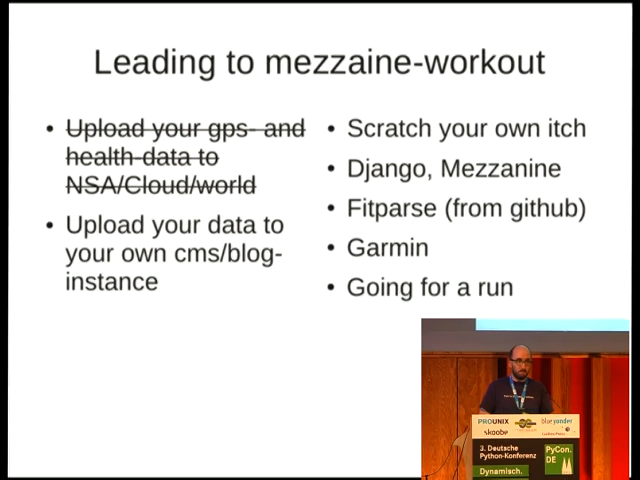 Leading to mezzaine-workout
• Upload your gps- and
health-data to
NSA/Cloud/world
• Upload your data to
your own cms/blog-
instance
• Scratch your own itch
• Django, Mezzanine
• Fitparse (from github)
• Garmin
• Going for a run
PROUNIX
blueyonder
skoobe
3. Deutsche
Python-Konferenz
PyCon.
DE
Dynamisch.